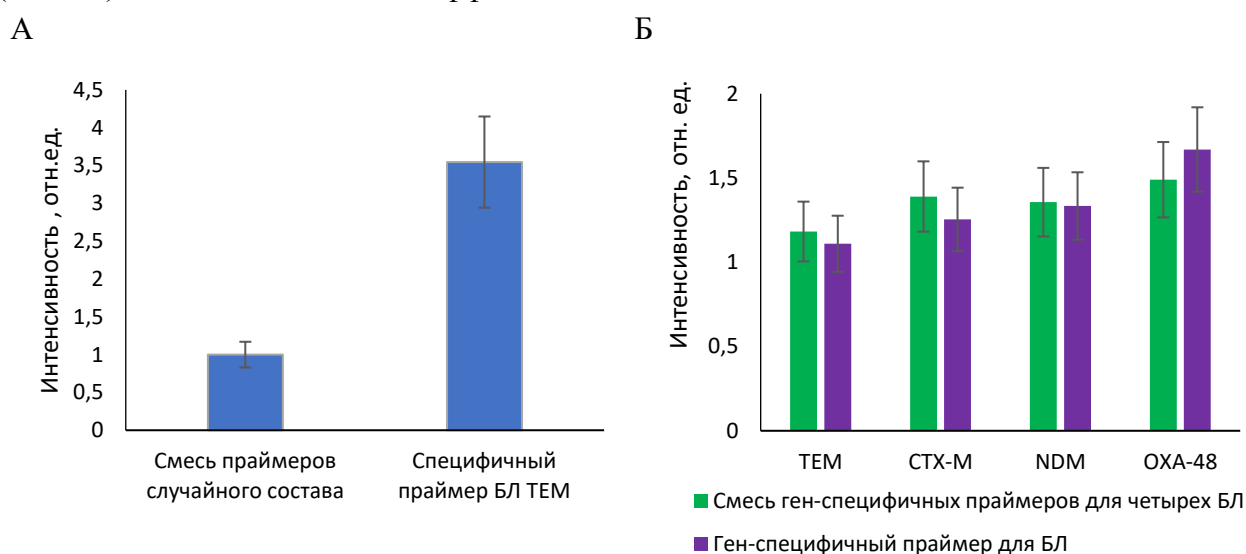 А
Б
Интенсивность , отн.ед.
4,5
4
3,5
3
2,5
2
1,5
1
0,5
0
Смесь праймеров
случайного состава
Специфичный
праймер БЛ TEM
Интенсивность, отн. ед.
2
1,5
1
0,5
0
TEM
CTX-M
NDM
OXA-48
Смесь ген-специфичных праймеров для четырех БЛ
Ген-специфичный праймер для БЛ